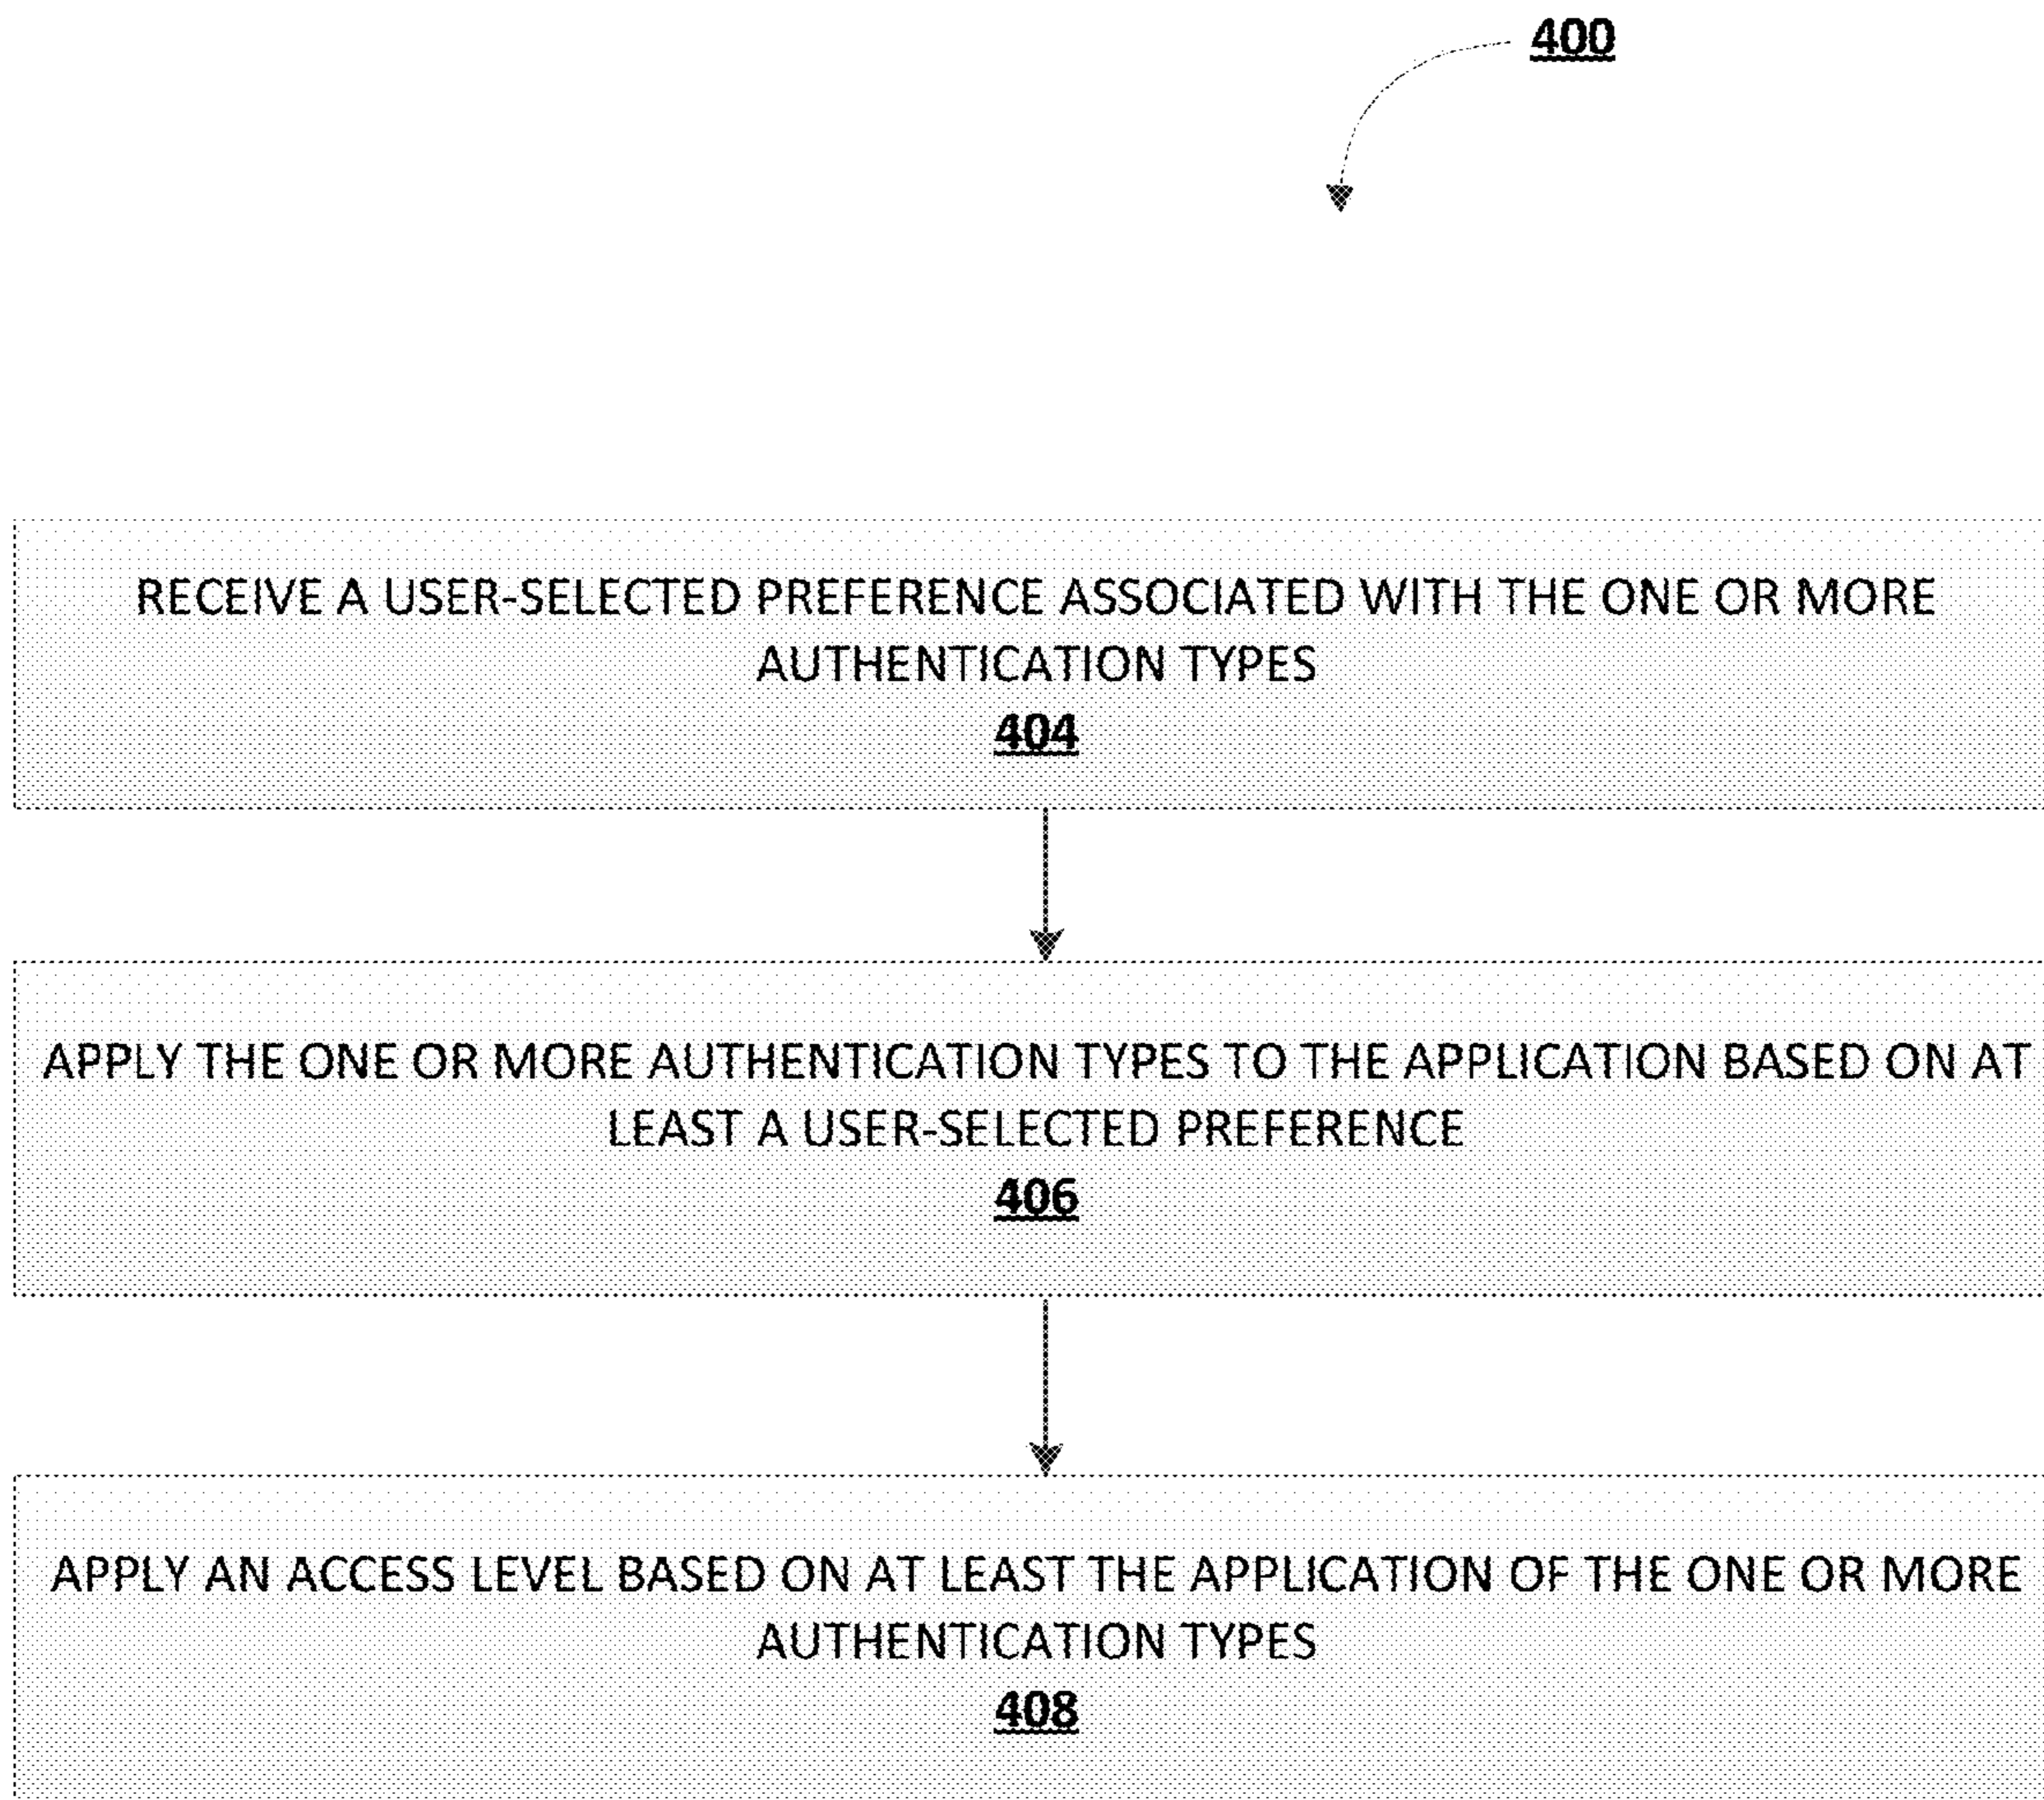 400
RECEIVE A USER-SELECTED PREFERENCE ASSOCIATED WITH THE ONE OR MORE
AUTHENTICATION TYPES
404
APPLY THE ONE OR MORE AUTHENTICATION TYPES TO THE APPLICATION BASED ON AT
LEAST A USER-SELECTED PREFERENCE
406
APPLY AN ACCESS LEVEL BASED ON AT LEAST THE APPLICATION OF THE ONE OR MORE
AUTHENTICATION TYPES
408